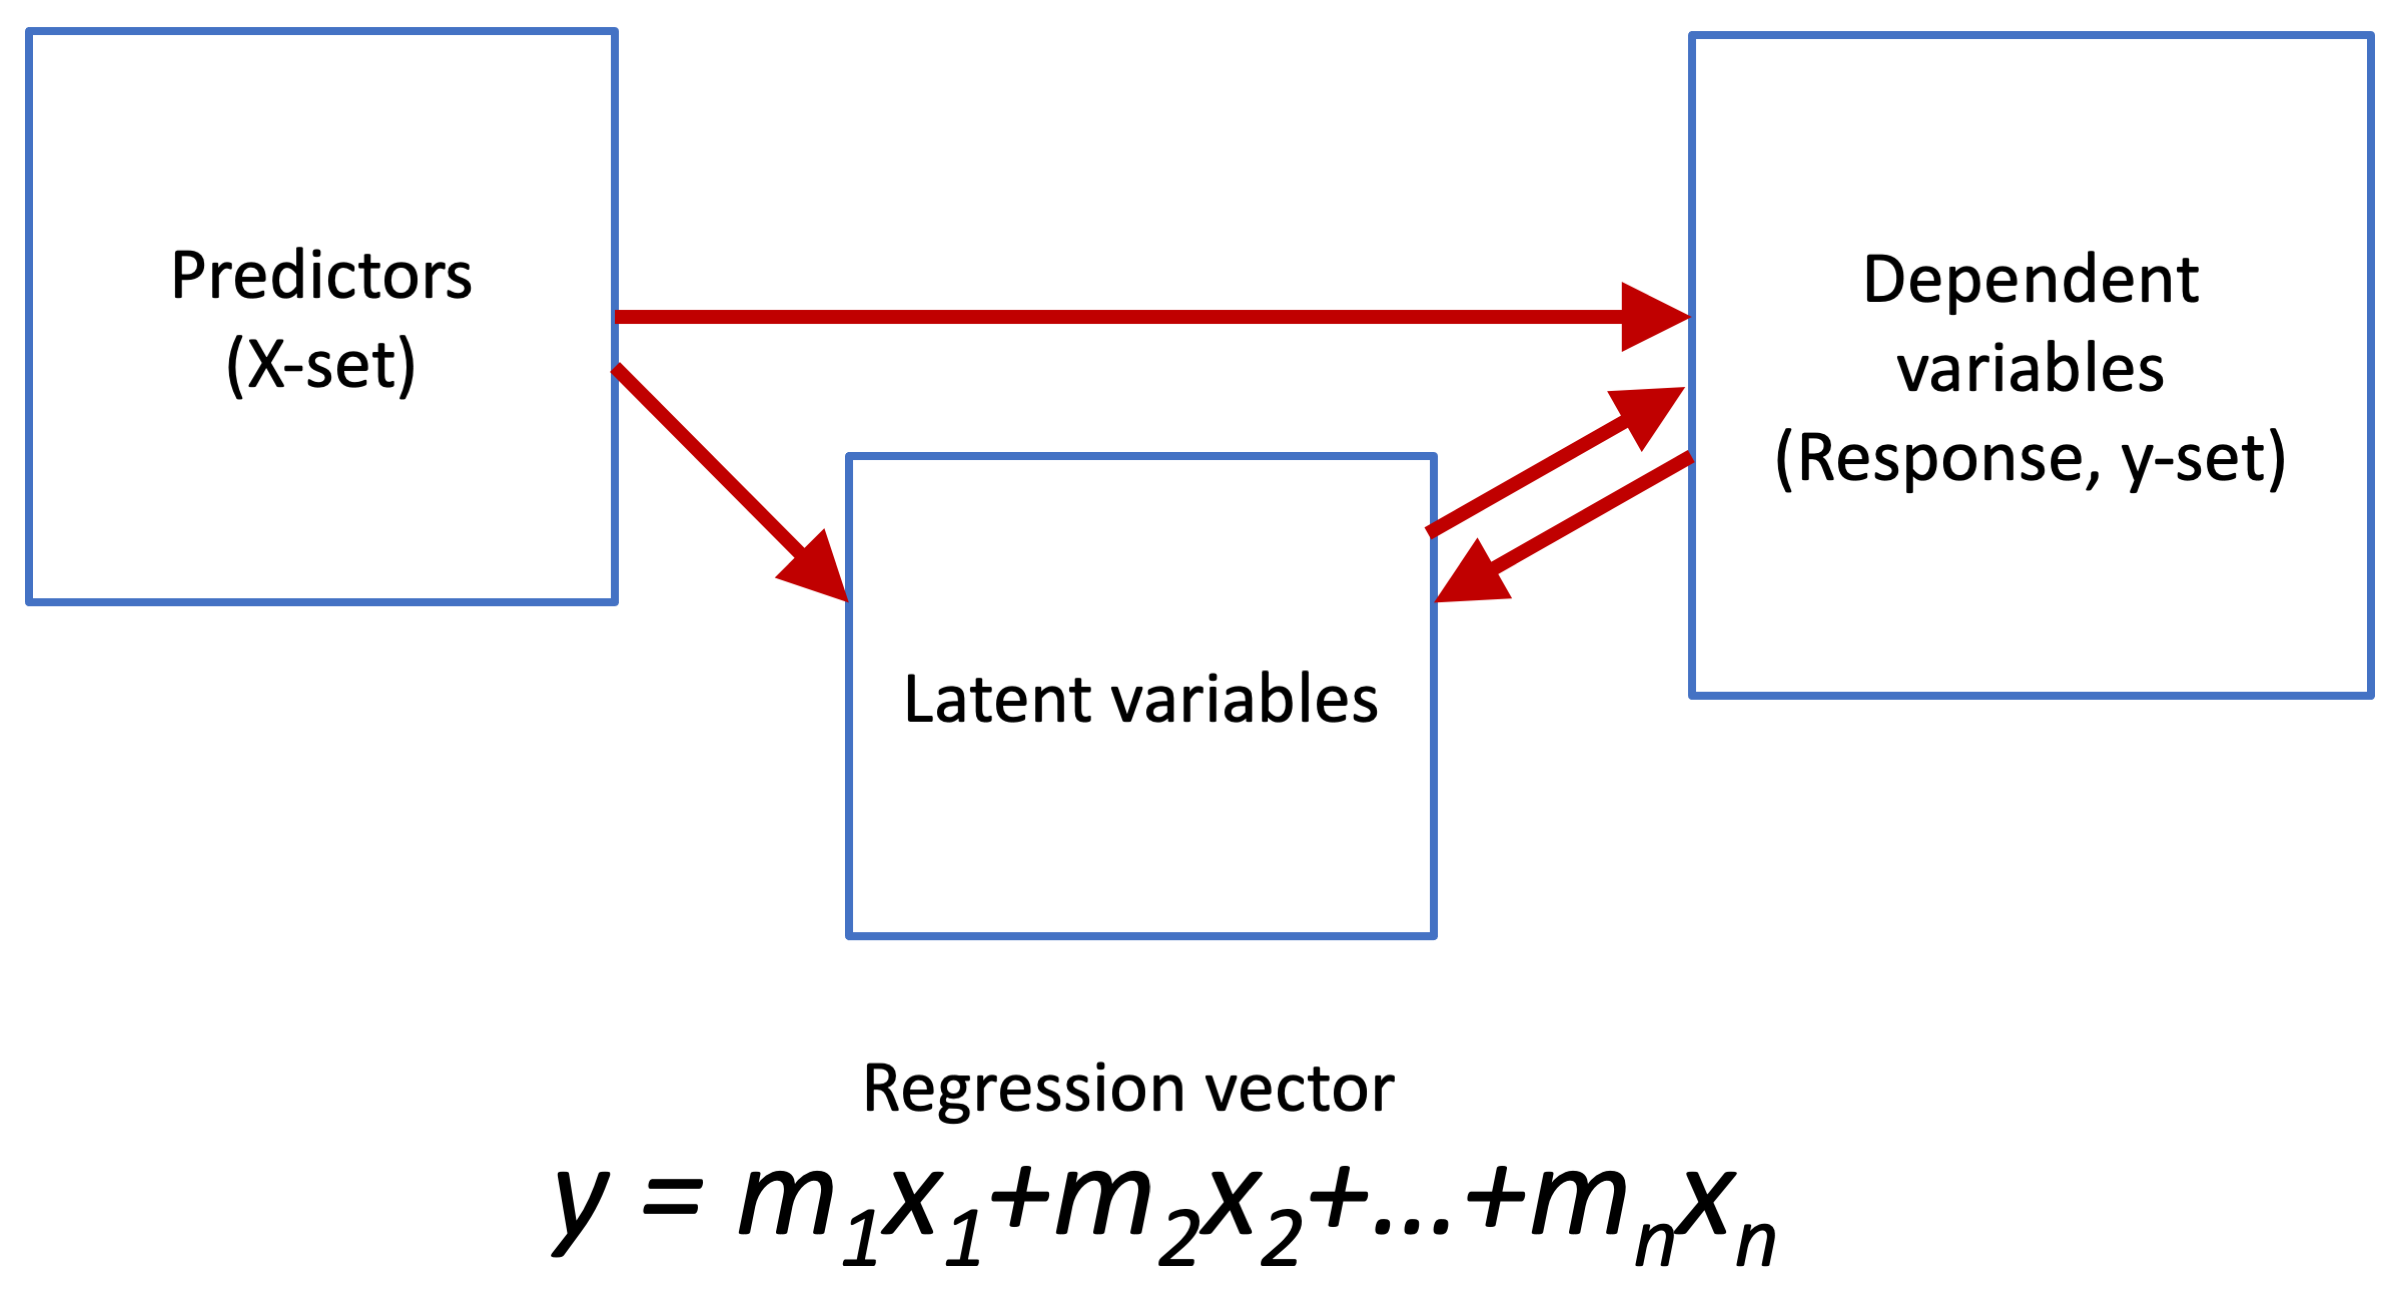 Predictors
(X-set)
Dependent
variables
(Response, y-set)
Latent variables
Regression vector
y = m₁x₁+m₂x₂+...+mₙxₙ